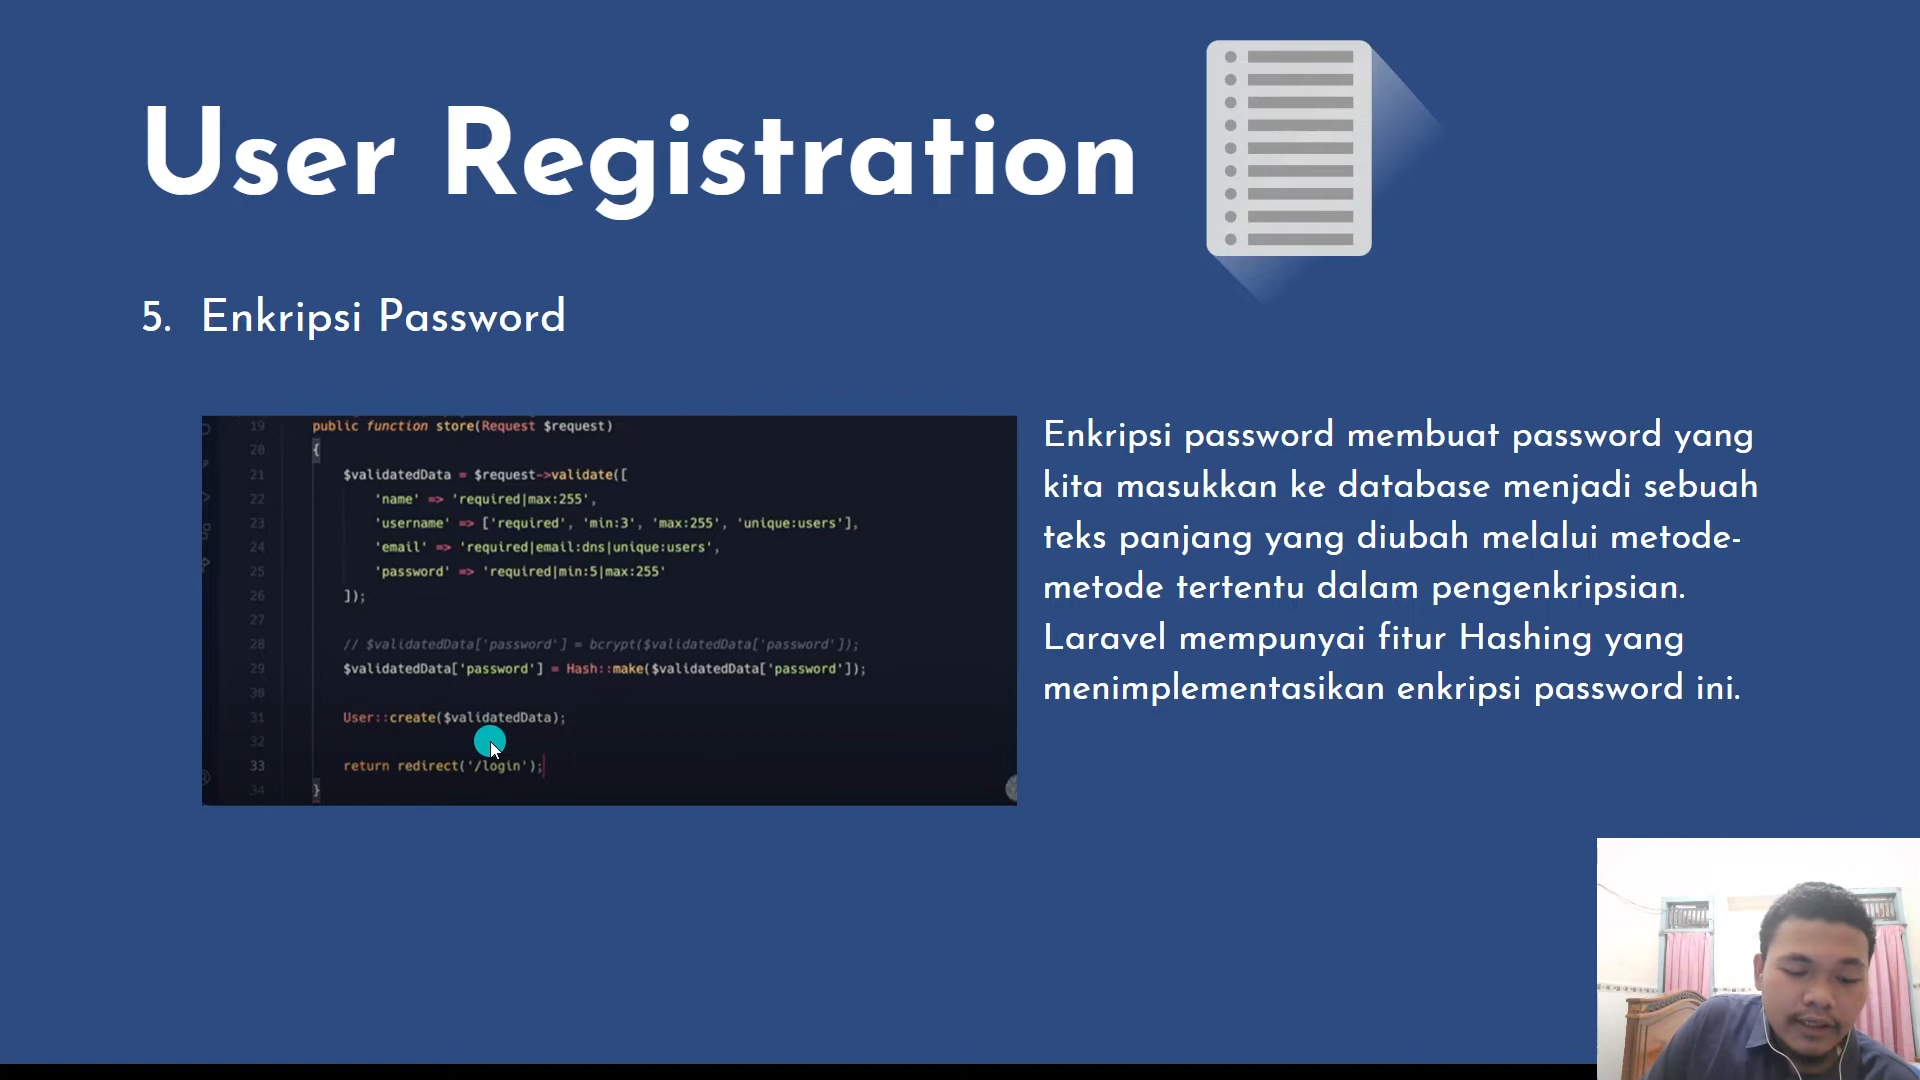 User Registration
5. Enkripsi Password
19 public function store(Request $request)
20 {
21 $validatedData = $request->validate([
22 'name' => 'required|max:255',
23 'username' => ['required', 'min:3', 'max:255', 'unique:users'],
24 'email' => 'required|email:dns|unique:users',
25 'password' => 'required|min:5|max:255'
26 ]);
27
28 // $validatedData['password'] = bcrypt($validatedData['password']);
29 $validatedData['password'] = Hash::make($validatedData['password']);
30
31 User::create($validatedData);
32
33 return redirect('/login');
34 }
Enkripsi password membuat password yang
kita masukkan ke database menjadi sebuah
teks panjang yang diubah melalui metode-
metode tertentu dalam pengenkripsian.
Laravel mempunyai fitur Hashing yang
menimplementasikan enkripsi password ini.